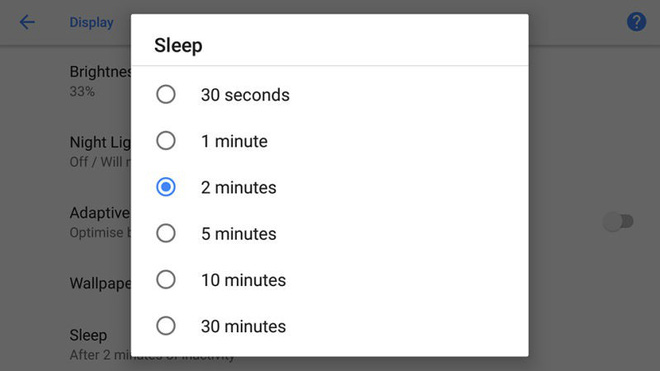 Display
?
Sleep
Brightnes
33%
30 seconds
1 minute
Night Lig
Off / Will
2 minutes
Adaptive
Optimise b
5 minutes
Wallpape
10 minutes
Sleep
After 2 minutes of inactivity
30 minutes